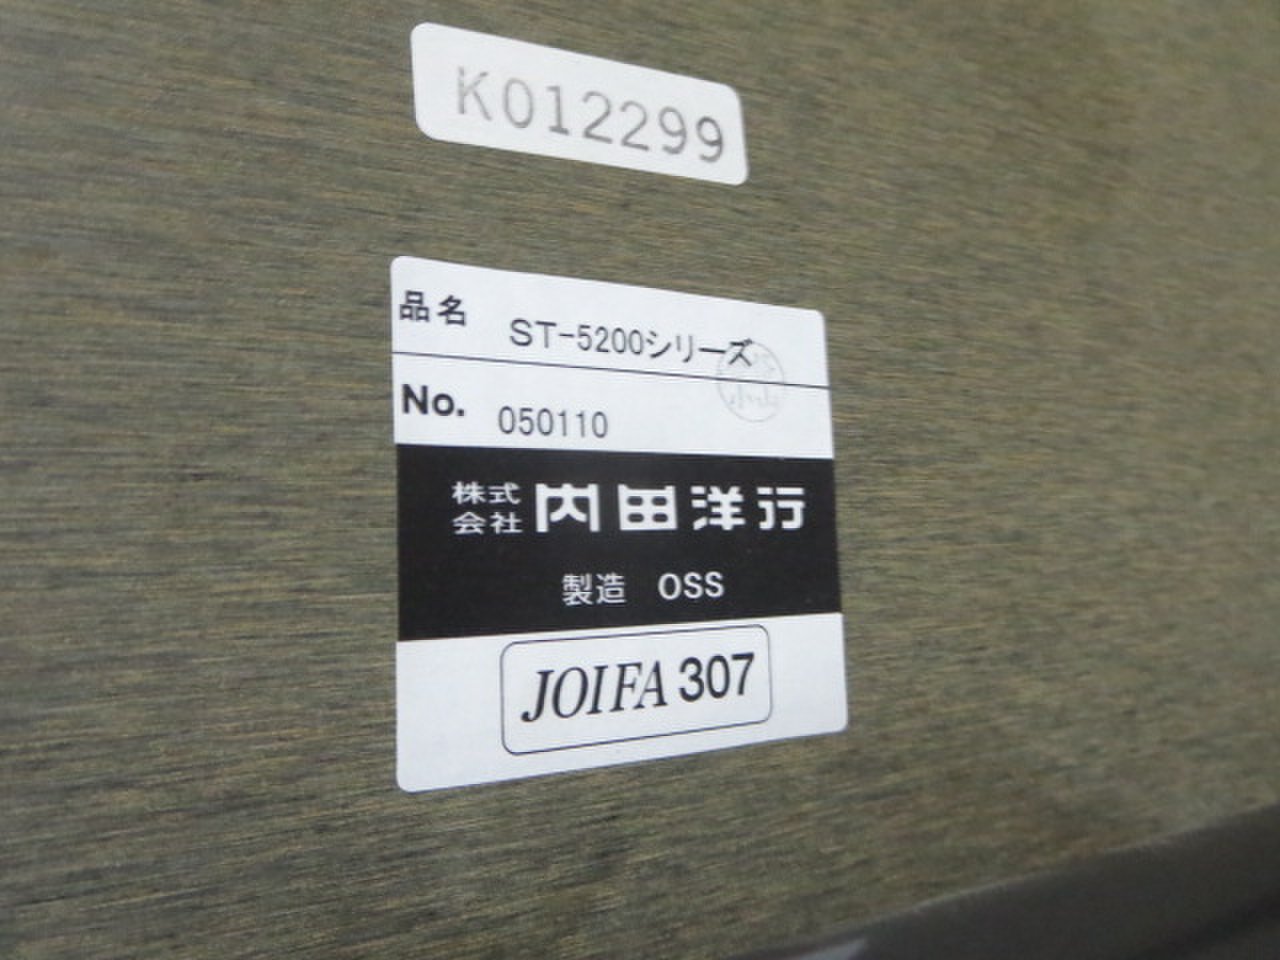 K012299
品名 ST-5200シリーズ
No. 050110
株式会社 内田洋行
製造 OSS
JOIFA 307